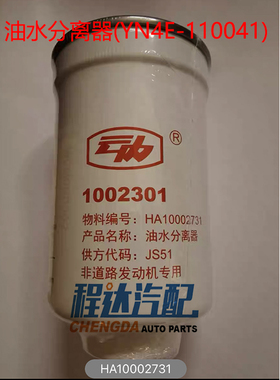 油水分离器(YN4E-110041)
云内
®
1002301
物料编号: HA10002731
产品名称: 油水分离器
供方代码: JS51
非道路发动机专用
程达汽配
CHENGDA AUTO PARTS
HA10002731